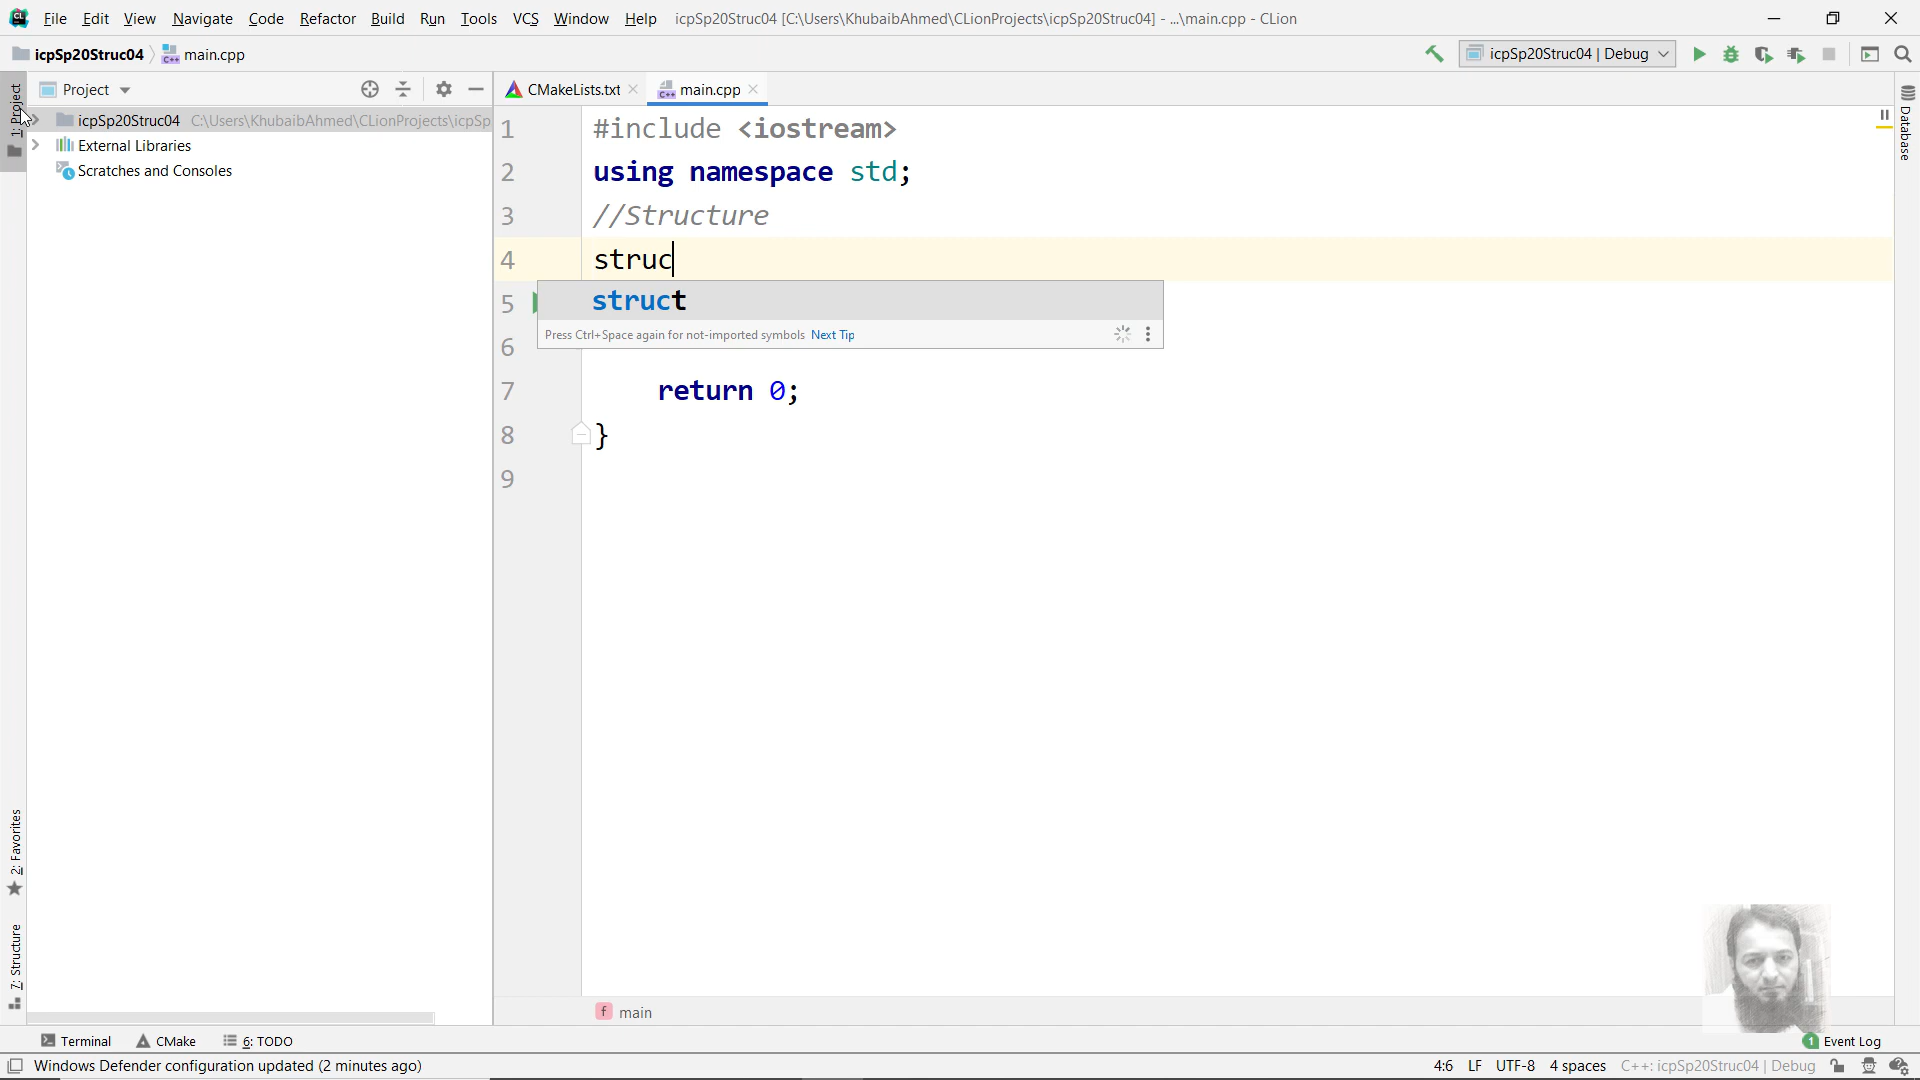 File Edit View Navigate Code Refactor Build Run Tools VCS Window Help icpSp20Struc04 [C:\Users\KhubaibAhmed\CLionProjects\icpSp20Struc04] - ...\main.cpp - CLion
icpSp20Struc04 main.cpp icpSp20Struc04 | Debug
Project CMakeLists.txt main.cpp
1: Project
icpSp20Struc04 C:\Users\KhubaibAhmed\CLionProjects\icpSp
External Libraries
Scratches and Consoles
Database
1 #include <iostream>
2 using namespace std;
3 //Structure
4 struc
5 struct
Press Ctrl+Space again for not-imported symbols Next Tip
6
7 return 0;
8 }
9
2: Favorites
7: Structure
f main
Terminal CMake 6: TODO 1 Event Log
Windows Defender configuration updated (2 minutes ago) 4:6 LF UTF-8 4 spaces C++: icpSp20Struc04 | Debug